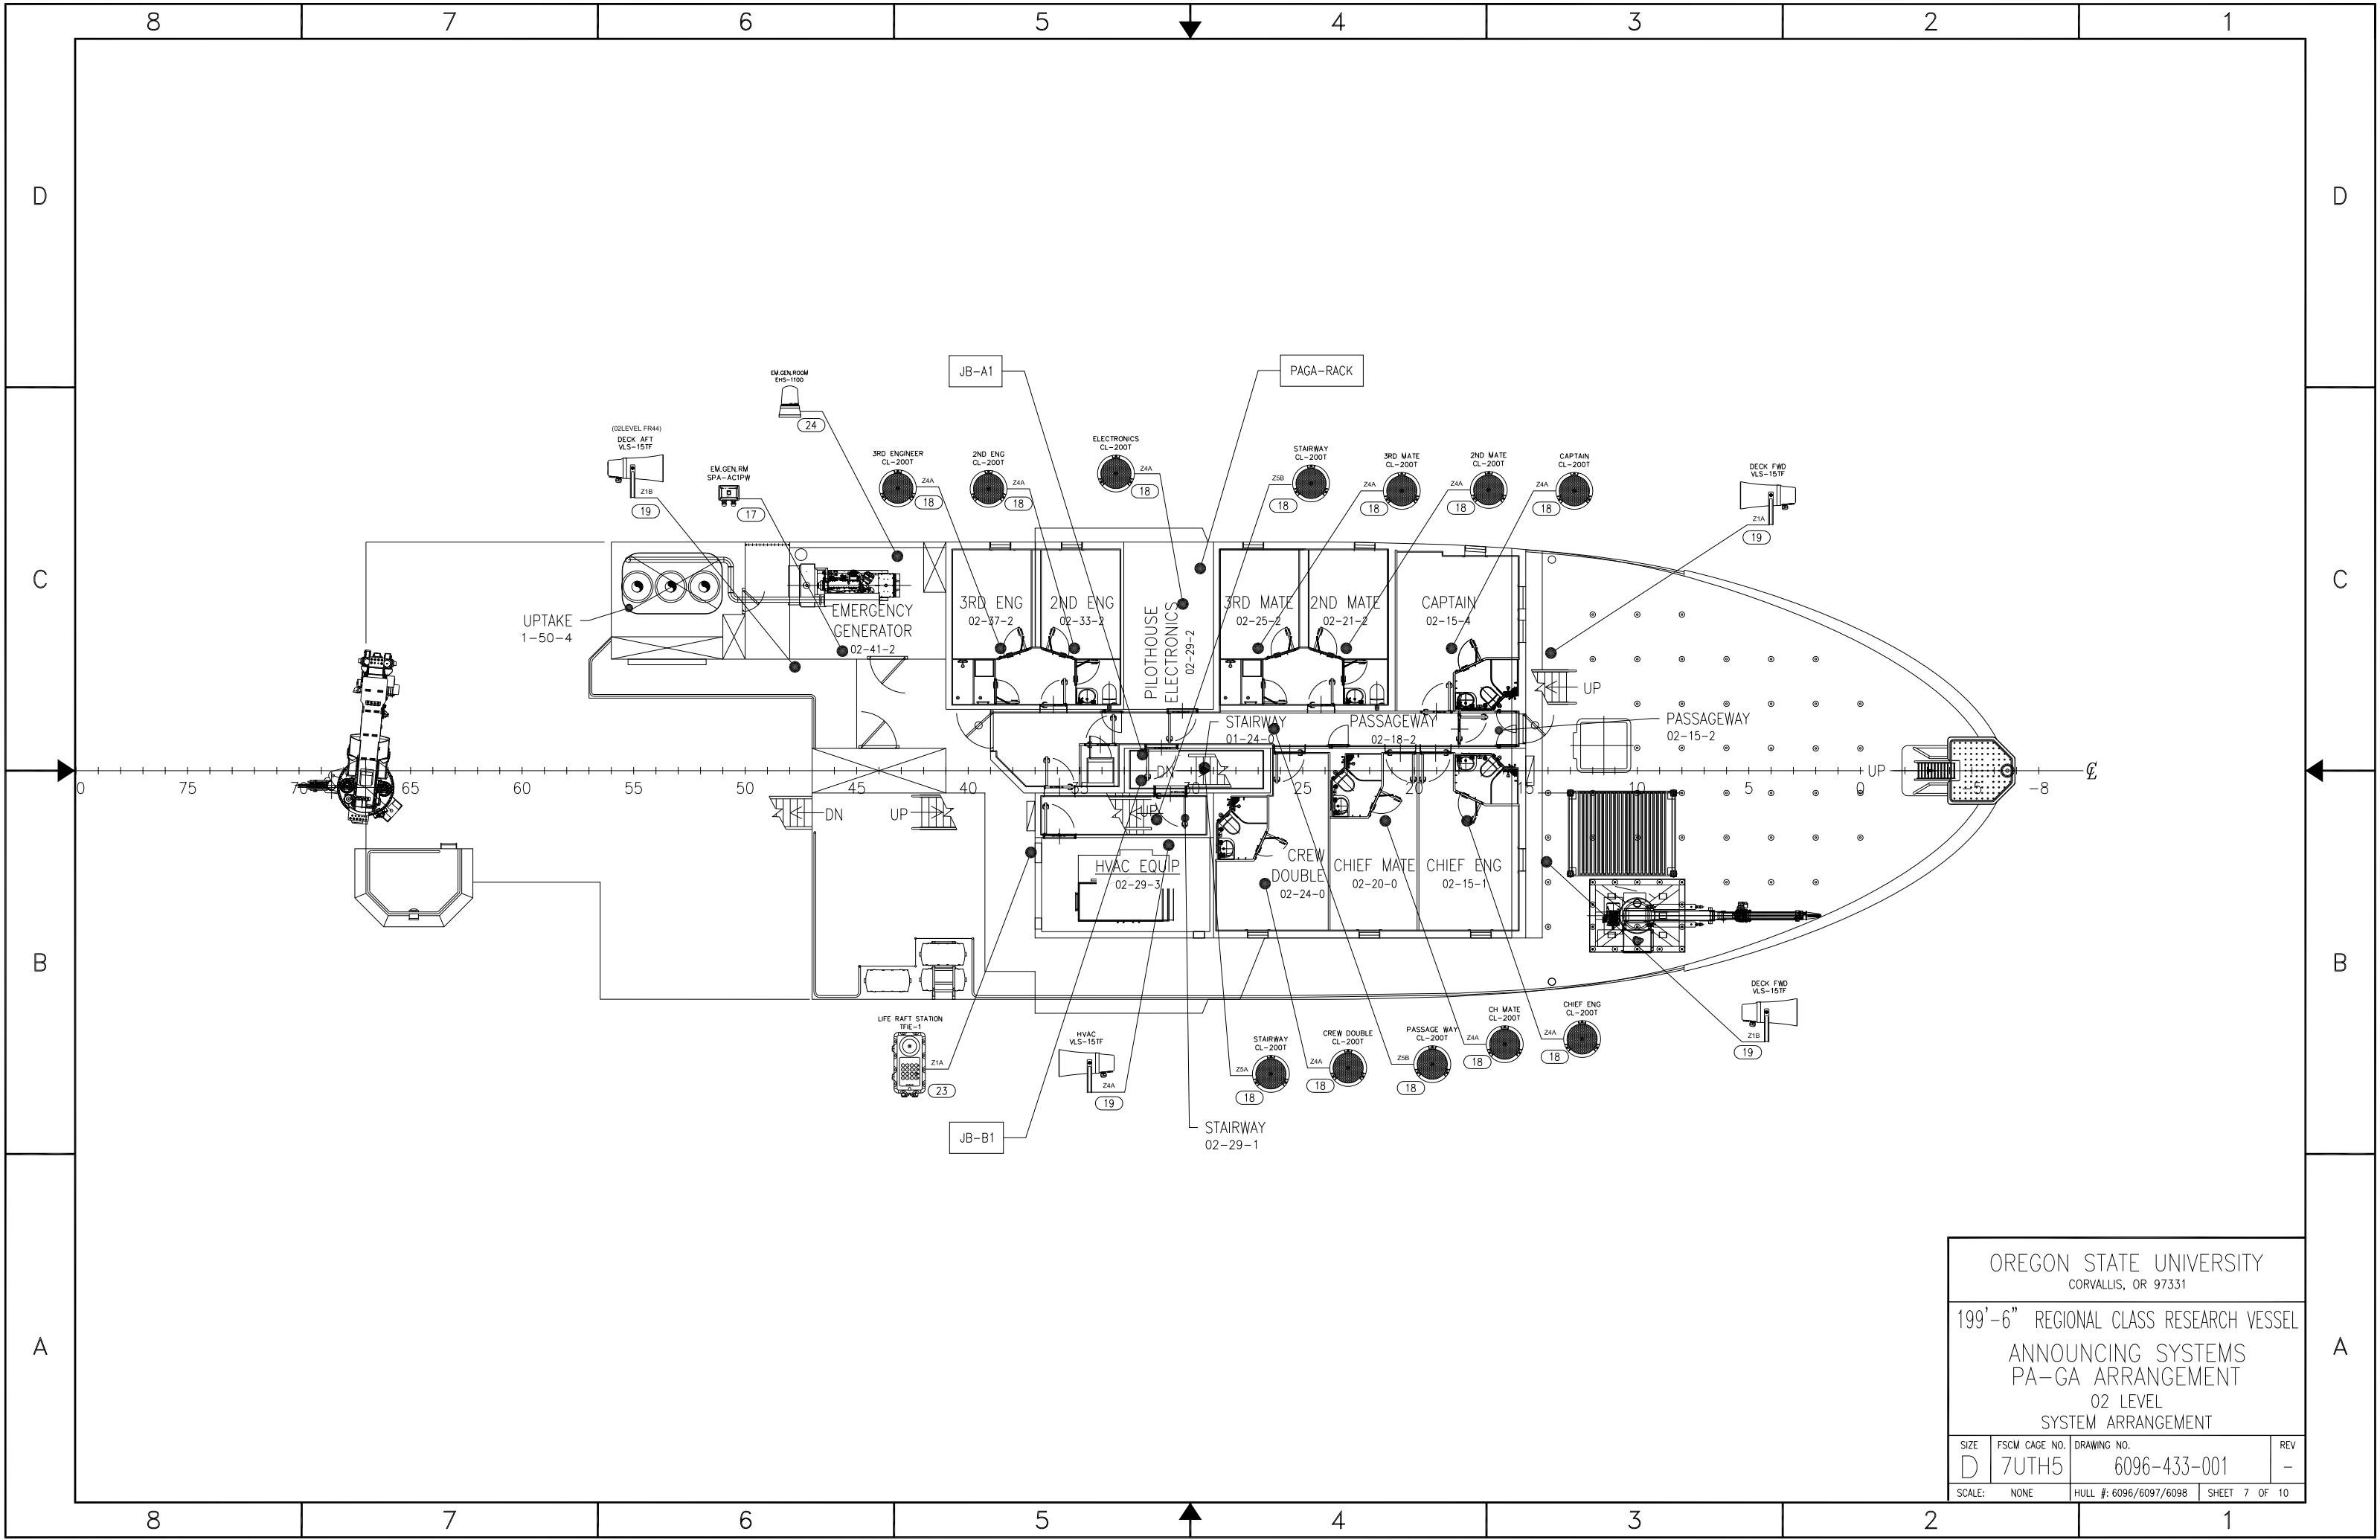 8 7 6 5 4 3 2 1
D
D
C
C
B
B
A
A
JB-A1
PAGA-RACK
EM.GEN.ROOM
EHS-1100
24
(02LEVEL FR44)
DECK AFT
VLS-15TF
Z1B
19
EM.GEN.RM
SPA-AC1PW
17
3RD ENGINEER
CL-200T
Z4A
18
2ND ENG
CL-200T
Z4A
18
ELECTRONICS
CL-200T
Z4A
18
STAIRWAY
CL-200T
Z5B
18
3RD MATE
CL-200T
Z4A
18
2ND MATE
CL-200T
Z4A
18
CAPTAIN
CL-200T
Z4A
18
DECK FWD
VLS-15TF
Z1A
19
UPTAKE
1-50-4
EMERGENCY
GENERATOR
02-41-2
3RD ENG
02-37-2
2ND ENG
02-33-2
PILOTHOUSE
ELECTRONICS
02-29-2
3RD MATE
02-25-2
2ND MATE
02-21-2
CAPTAIN
02-15-4
UP
STAIRWAY
01-24-0
PASSAGEWAY
02-18-2
PASSAGEWAY
02-15-2
DN
UP
℄
80 75 70 65 60 55 50 45 40 35 30 25 20 15 10 5 0 -5 -8
DN
UP
UP
HVAC EQUIP
02-29-3
CREW
DOUBLE
02-24-0
CHIEF MATE
02-20-0
CHIEF ENG
02-15-1
LIFE RAFT STATION
TFIE-1
Z1A
23
HVAC
VLS-15TF
Z4A
19
STAIRWAY
CL-200T
Z5A
18
CREW DOUBLE
CL-200T
Z4A
18
PASSAGE WAY
CL-200T
Z5B
18
CH MATE
CL-200T
Z4A
18
CHIEF ENG
CL-200T
Z4A
18
DECK FWD
VLS-15TF
Z1B
19
JB-B1
STAIRWAY
02-29-1
OREGON STATE UNIVERSITY
CORVALLIS, OR 97331
199'-6" REGIONAL CLASS RESEARCH VESSEL
ANNOUNCING SYSTEMS
PA-GA ARRANGEMENT
02 LEVEL
SYSTEM ARRANGEMENT
SIZE FSCM CAGE NO. DRAWING NO. REV
D 7UTH5 6096-433-001 -
SCALE: NONE HULL #: 6096/6097/6098 SHEET 7 OF 10
8 7 6 5 4 3 2 1